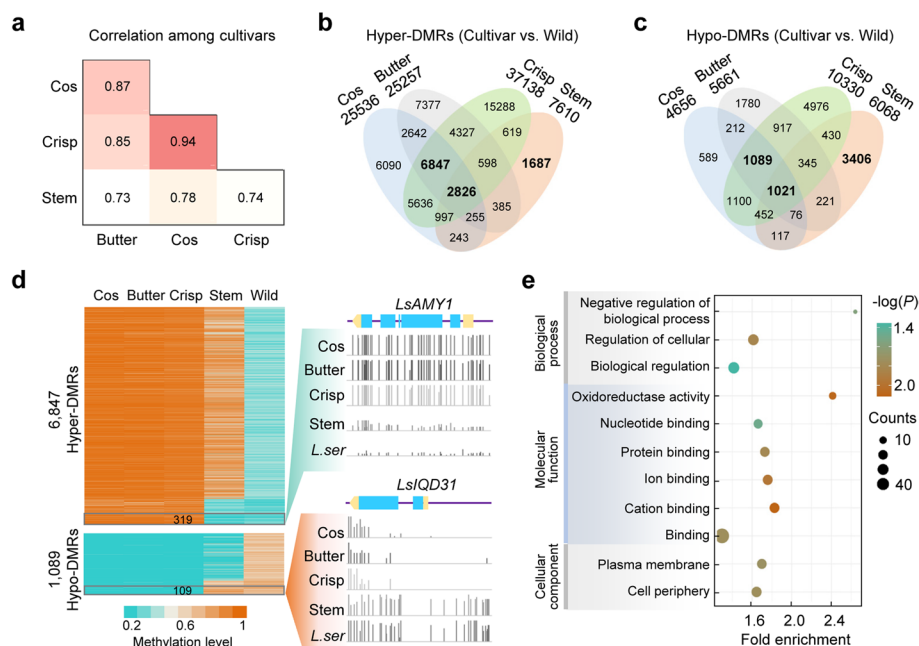 a
Correlation among cultivars
Cos
0.87
Crisp
0.85
0.94
Stem
0.73
0.78
0.74
Butter
Cos
Crisp
b
Hyper-DMRs (Cultivar vs. Wild)
Cos
25536
Butter
25257
Crisp
37138
Stem
7610
7377
15288
2642
4327
619
6090
6847
598
1687
2826
5636
385
997
255
243
c
Hypo-DMRs (Cultivar vs. Wild)
Cos
4656
Butter
5661
Crisp
10330
Stem
6068
1780
4976
212
917
430
589
1089
345
3406
1021
1100
221
452
76
117
d
Cos Butter Crisp Stem Wild
6,847
Hyper-DMRs
319
1,089
Hypo-DMRs
109
0.2 0.6 1
Methylation level
LsAMY1
Cos
Butter
Crisp
Stem
L.ser
LsIQD31
Cos
Butter
Crisp
Stem
L.ser
e
Biological
process
Negative regulation of
biological process
Regulation of cellular
Biological regulation
Molecular
function
Oxidoreductase activity
Nucleotide binding
Protein binding
Ion binding
Cation binding
Binding
Cellular
component
Plasma membrane
Cell periphery
1.6 2.0 2.4
Fold enrichment
-log(P)
1.4
2.0
Counts
10
40